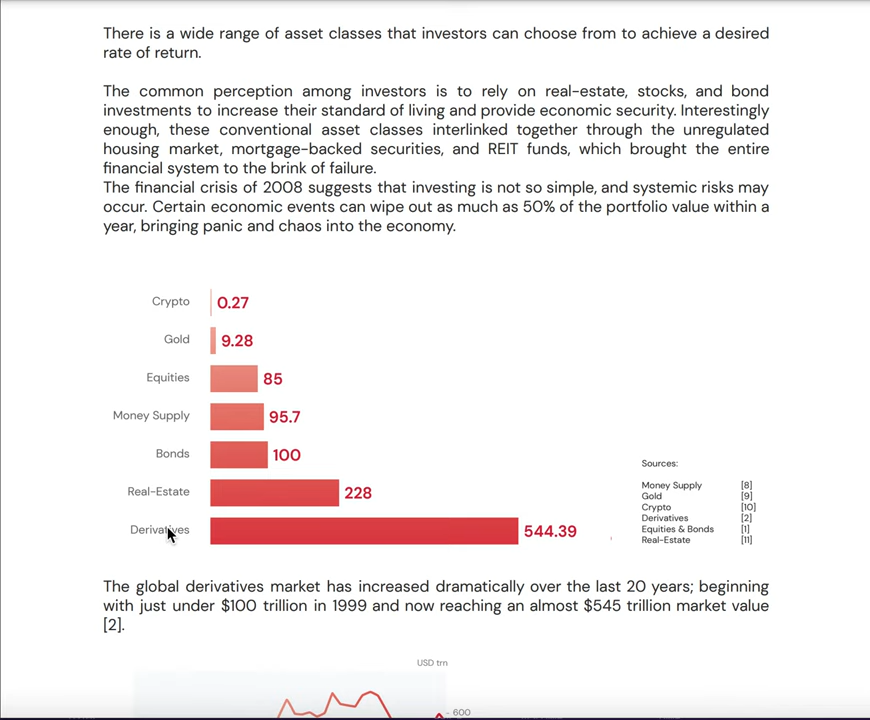 There is a wide range of asset classes that investors can choose from to achieve a desired
rate of return.
The common perception among investors is to rely on real-estate, stocks, and bond
investments to increase their standard of living and provide economic security. Interestingly
enough, these conventional asset classes interlinked together through the unregulated
housing market, mortgage-backed securities, and REIT funds, which brought the entire
financial system to the brink of failure.
The financial crisis of 2008 suggests that investing is not so simple, and systemic risks may
occur. Certain economic events can wipe out as much as 50% of the portfolio value within a
year, bringing panic and chaos into the economy.
Crypto 0.27
Gold 9.28
Equities 85
Money Supply 95.7
Bonds 100
Real-Estate 228
Derivatives 544.39
Sources:
Money Supply [8]
Gold [9]
Crypto [10]
Derivatives [2]
Equities & Bonds [1]
Real-Estate [11]
The global derivatives market has increased dramatically over the last 20 years; beginning
with just under $100 trillion in 1999 and now reaching an almost $545 trillion market value
[2].
USD trn
- 600